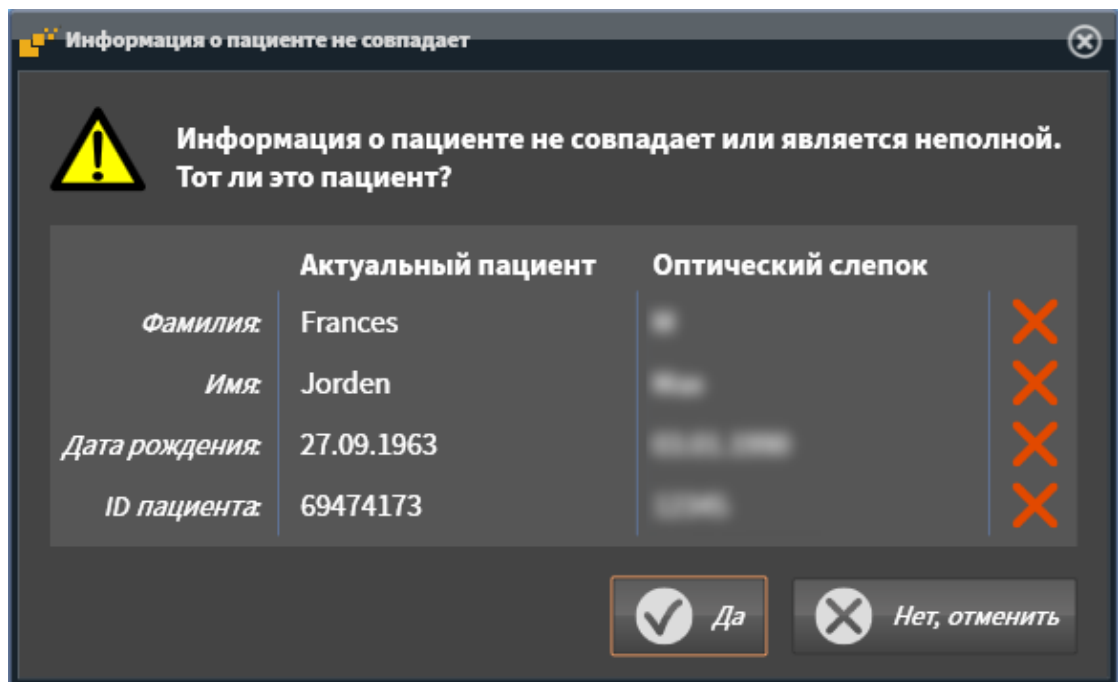 Информация о пациенте не совпадает
Информация о пациенте не совпадает или является неполной.
Тот ли это пациент?
Актуальный пациент Оптический слепок
Фамилия: Frances
Имя: Jorden
Дата рождения: 27.09.1963
ID пациента: 69474173
Да Нет, отменить